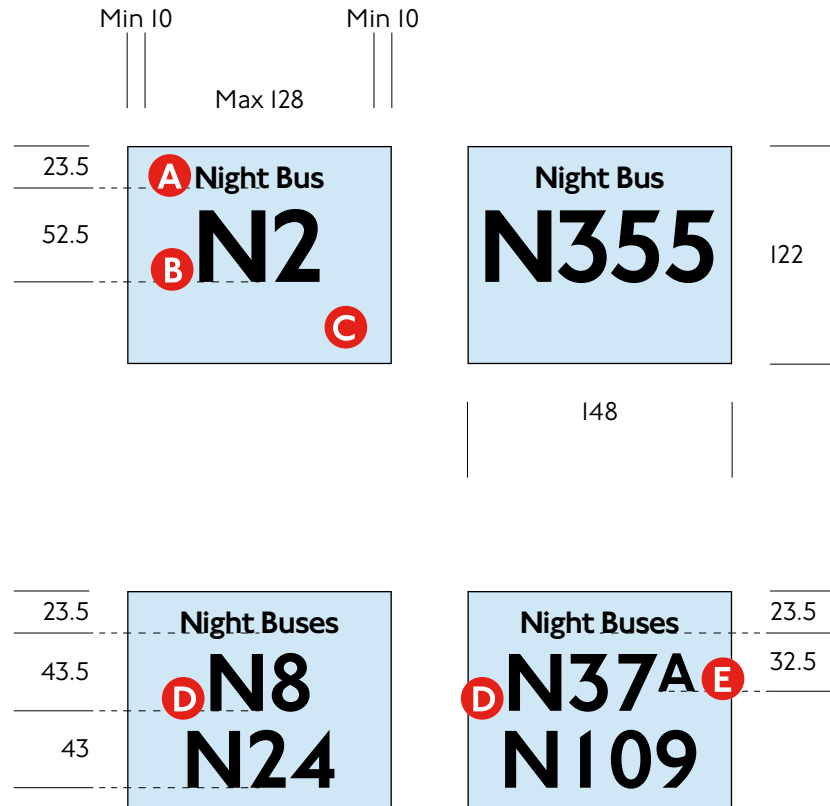 Min 10
Min 10
Max 128
23.5
A Night Bus
Night Bus
52.5
B N2
N355
122
C
148
23.5
Night Buses
Night Buses
23.5
43.5
D N8
D N37A E
32.5
43
N24
N109